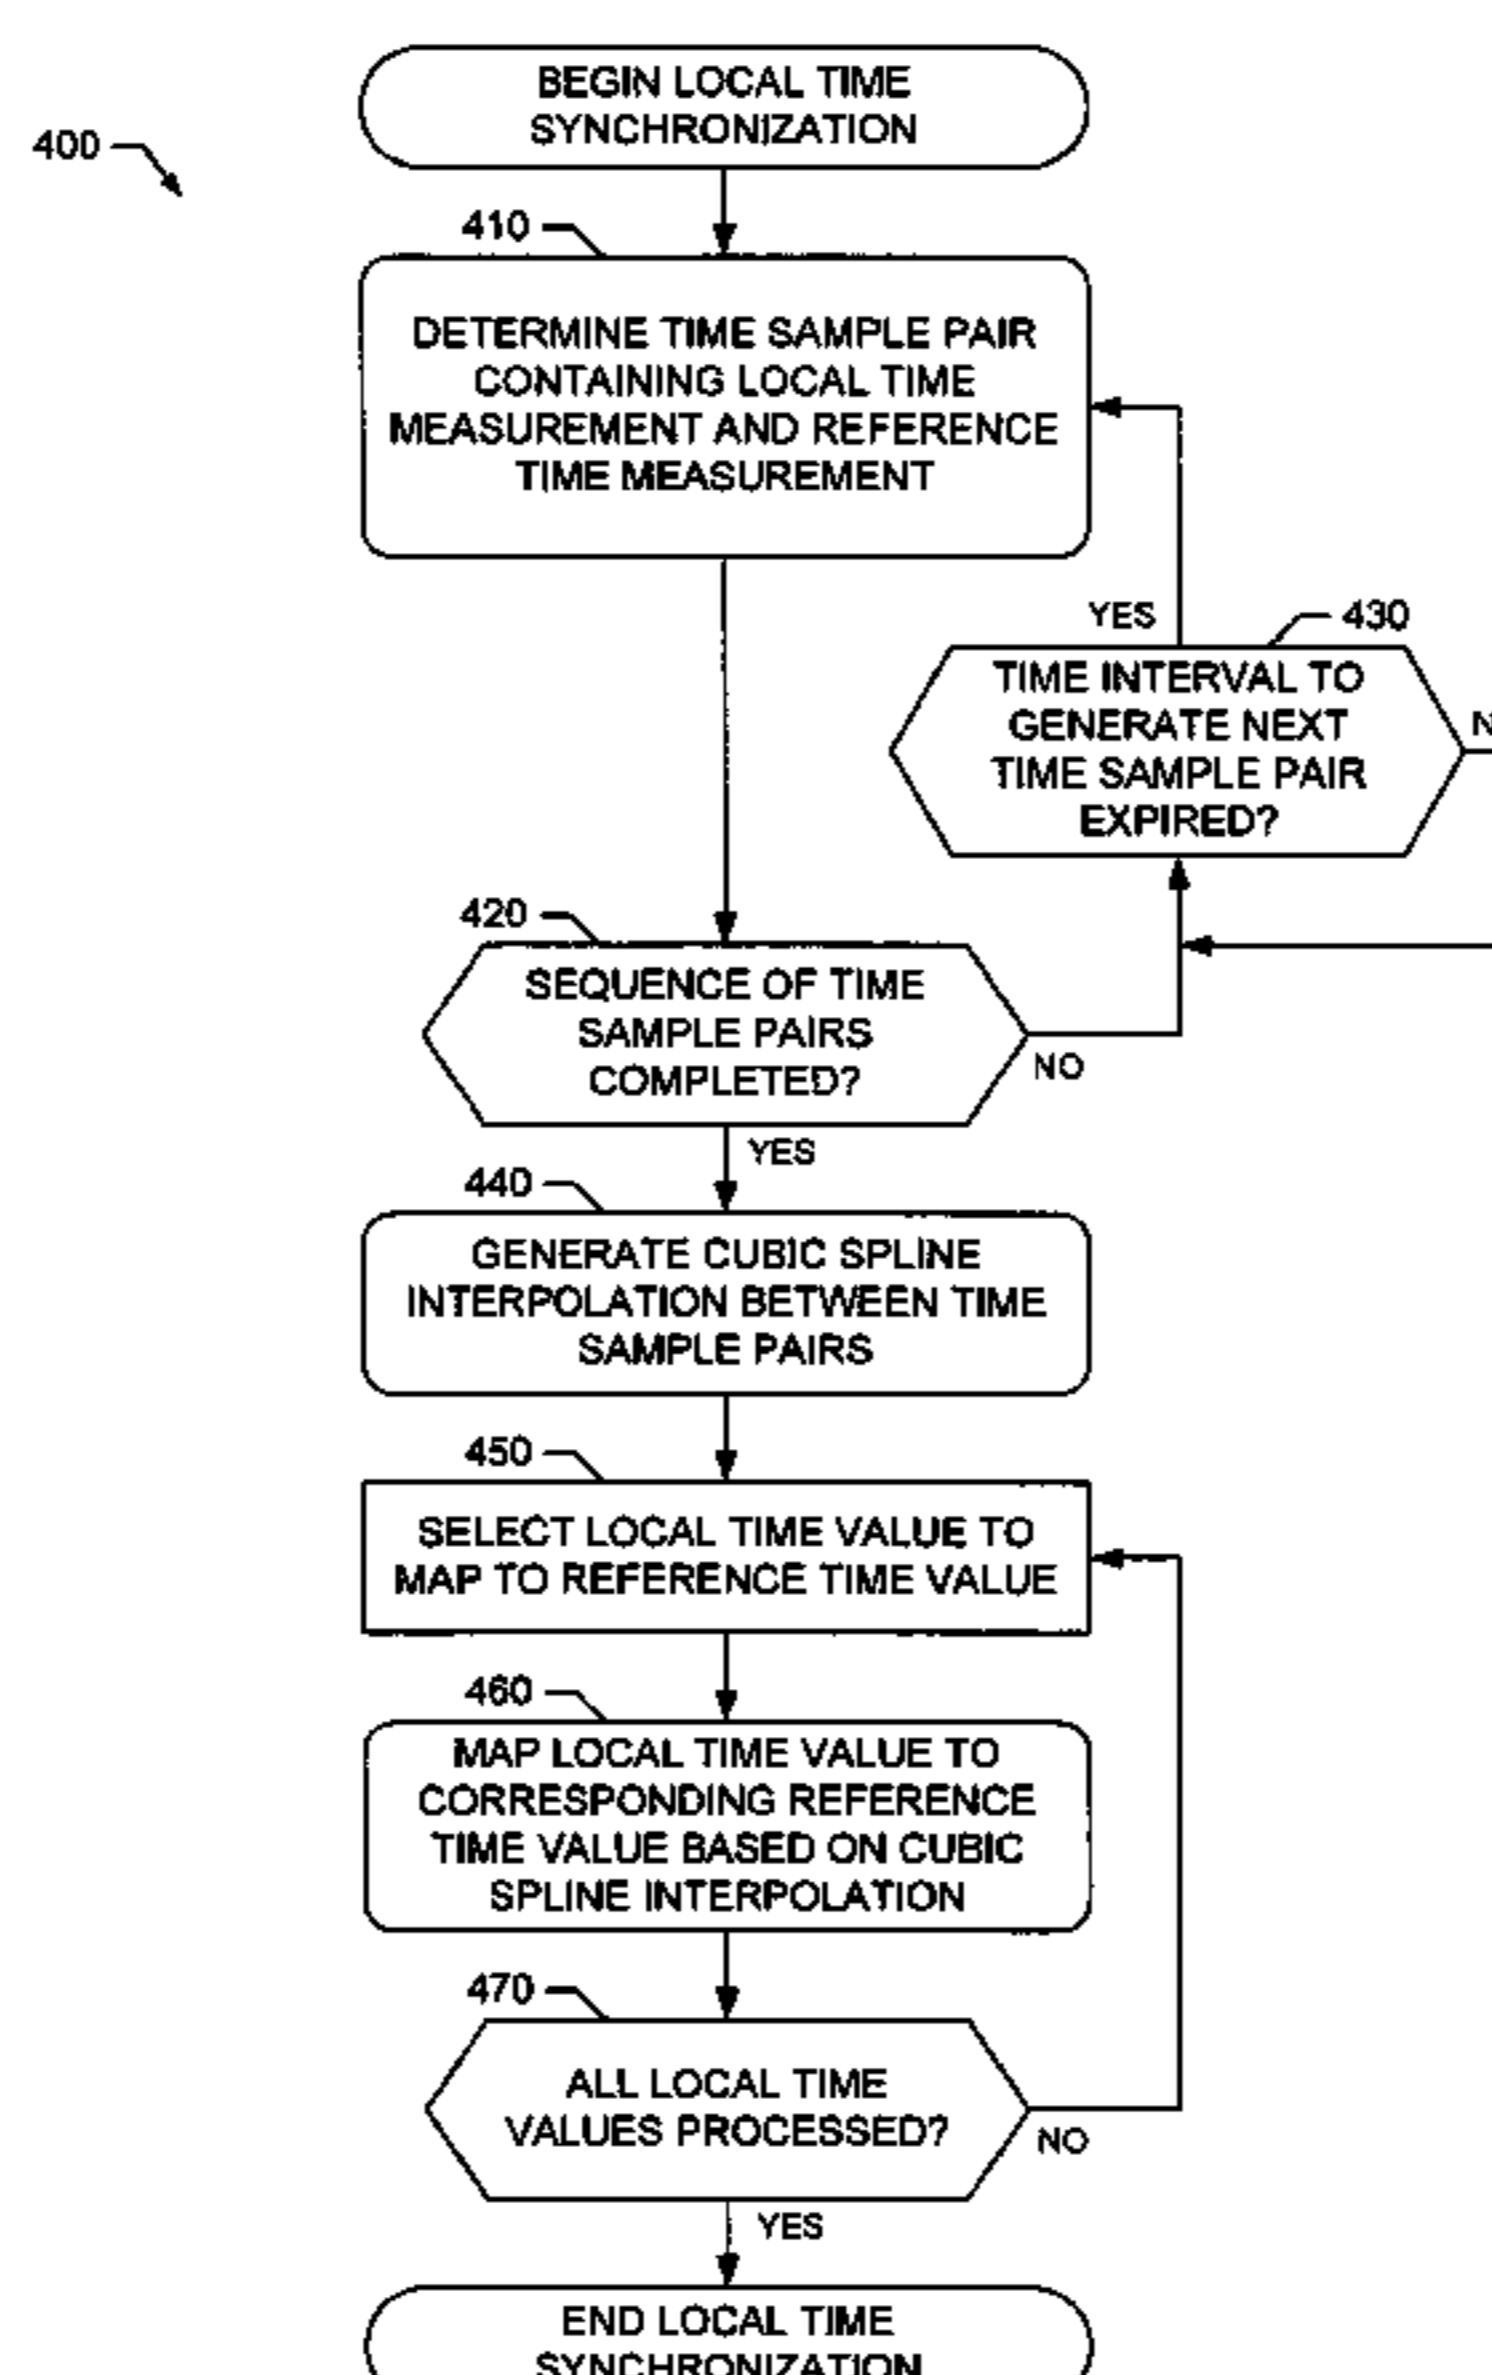 BEGIN LOCAL TIME
SYNCHRONIZATION
400
410
DETERMINE TIME SAMPLE PAIR
CONTAINING LOCAL TIME
MEASUREMENT AND REFERENCE
TIME MEASUREMENT
YES
430
TIME INTERVAL TO
GENERATE NEXT
TIME SAMPLE PAIR
EXPIRED?
420
SEQUENCE OF TIME
SAMPLE PAIRS
COMPLETED?
NO
YES
440
GENERATE CUBIC SPLINE
INTERPOLATION BETWEEN TIME
SAMPLE PAIRS
450
SELECT LOCAL TIME VALUE TO
MAP TO REFERENCE TIME VALUE
460
MAP LOCAL TIME VALUE TO
CORRESPONDING REFERENCE
TIME VALUE BASED ON CUBIC
SPLINE INTERPOLATION
470
ALL LOCAL TIME
VALUES PROCESSED?
NO
YES
END LOCAL TIME
SYNCHRONIZATION